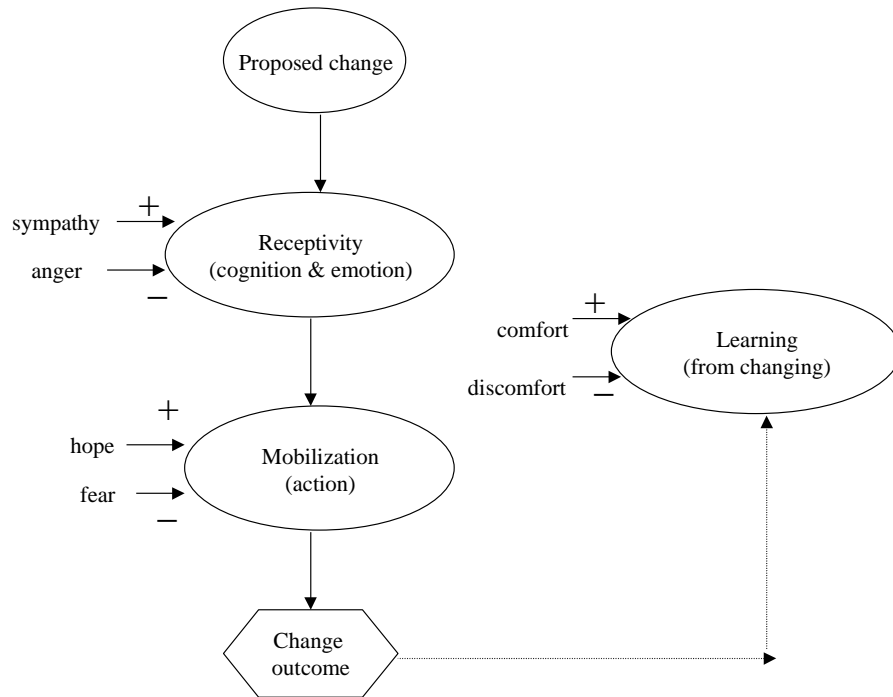 Proposed change
+
sympathy
Receptivity
(cognition & emotion)
anger
−
+
comfort
Learning
(from changing)
discomfort
−
+
hope
Mobilization
(action)
fear
−
Change
outcome